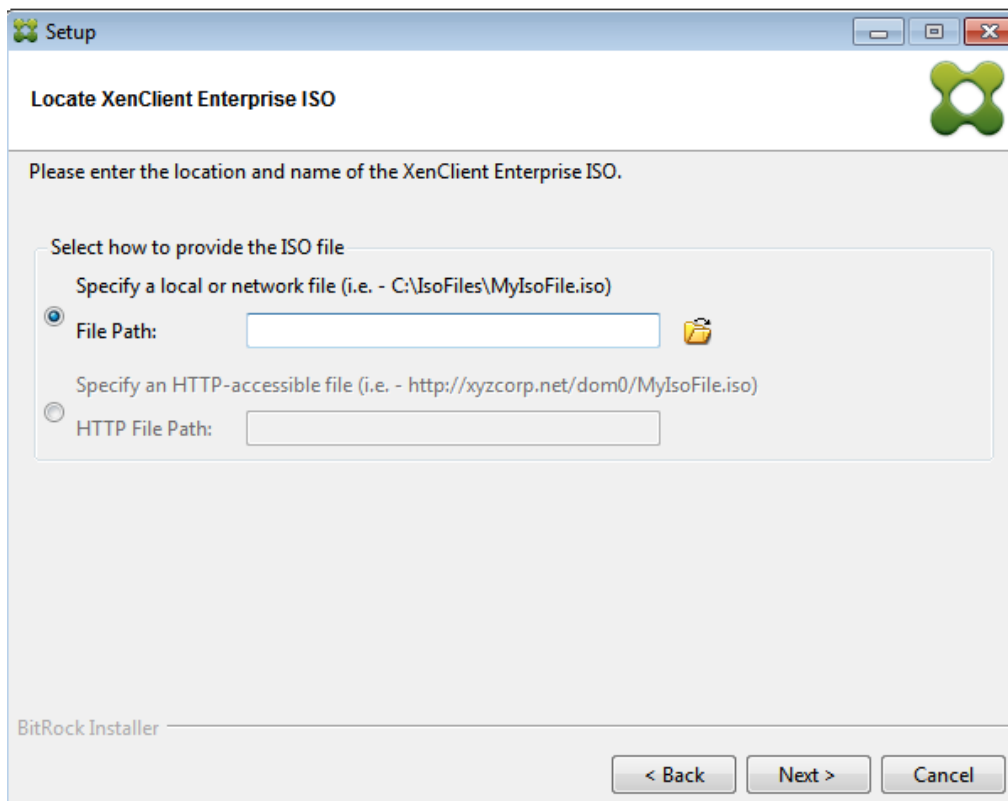 Setup
Locate XenClient Enterprise ISO
Please enter the location and name of the XenClient Enterprise ISO.
Select how to provide the ISO file
Specify a local or network file (i.e. - C:\IsoFiles\MyIsoFile.iso)
File Path:
Specify an HTTP-accessible file (i.e. - http://xyzcorp.net/dom0/MyIsoFile.iso)
HTTP File Path:
BitRock Installer
< Back Next > Cancel